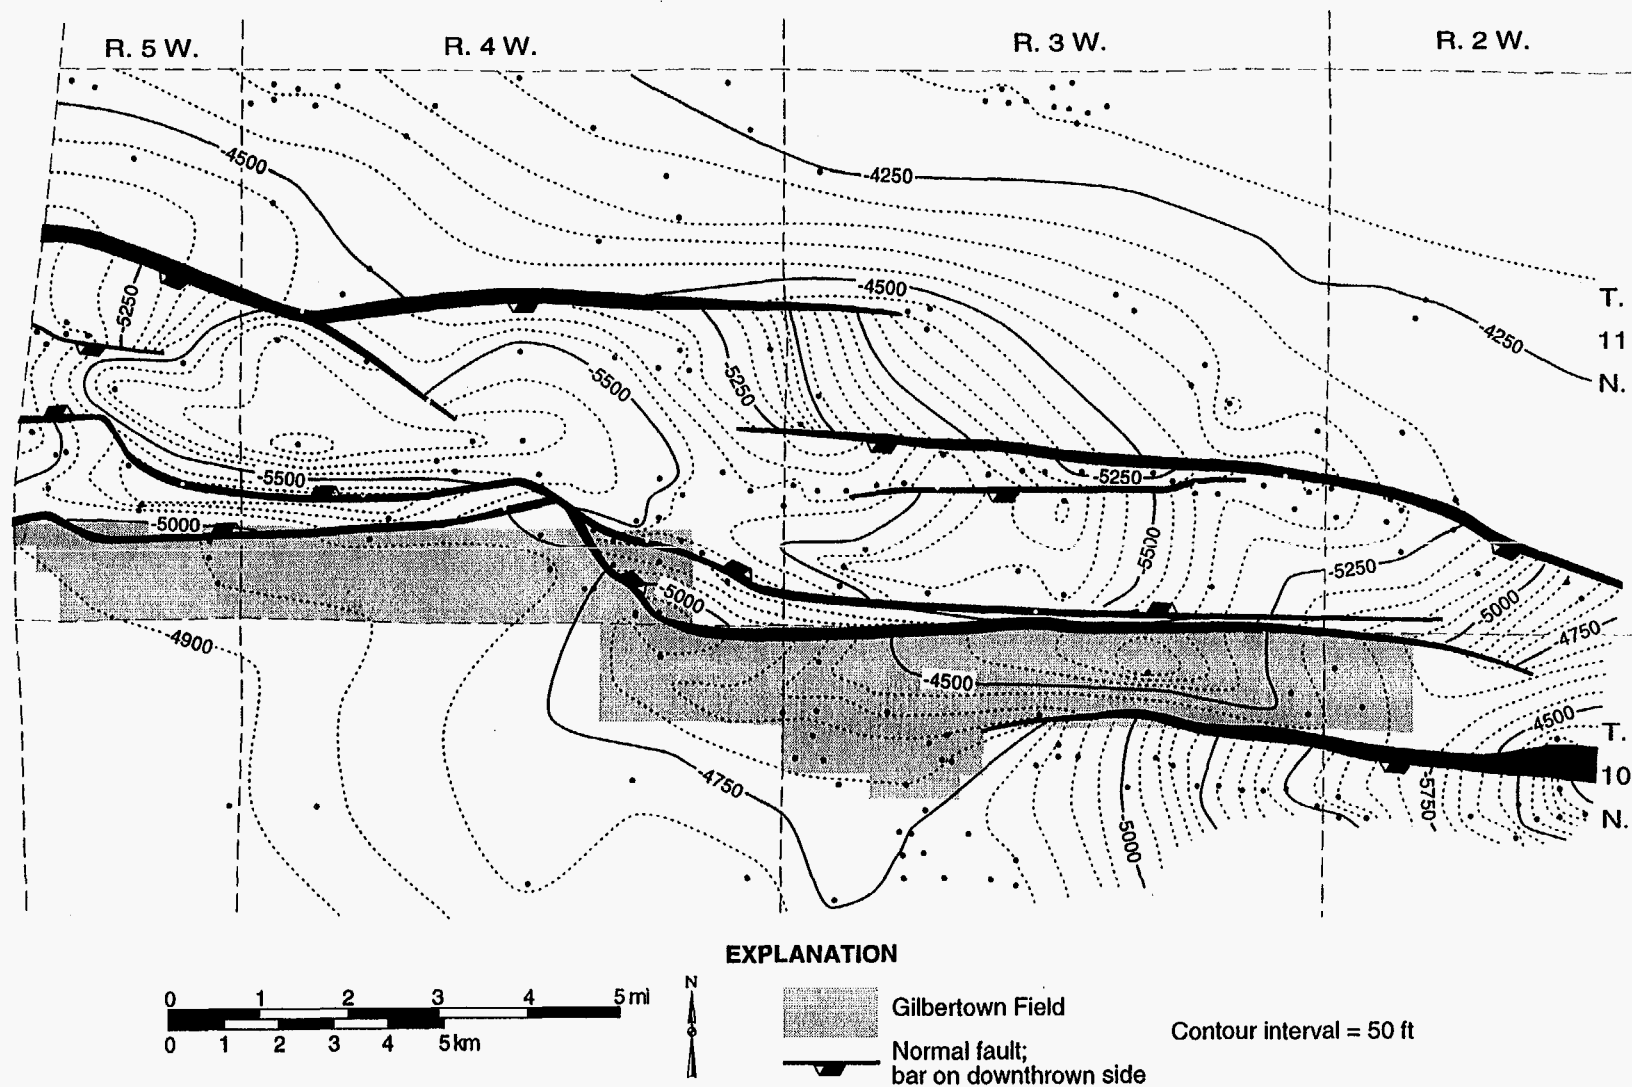 R. 5 W.
R. 4 W.
R. 3 W.
R. 2 W.
-4500
-4250
-5250
-4500
T.
11
N.
-4250
-5250
-5500
-5500
-5250
-5000
-5500
-5250
-5000
-5000
-4750
-4900
-4500
-4500
T.
10
N.
-4750
-5750
-5000
EXPLANATION
0 1 2 3 4 5 mi
0 1 2 3 4 5 km
N
Gilbertown Field
Normal fault;
bar on downthrown side
Contour interval = 50 ft